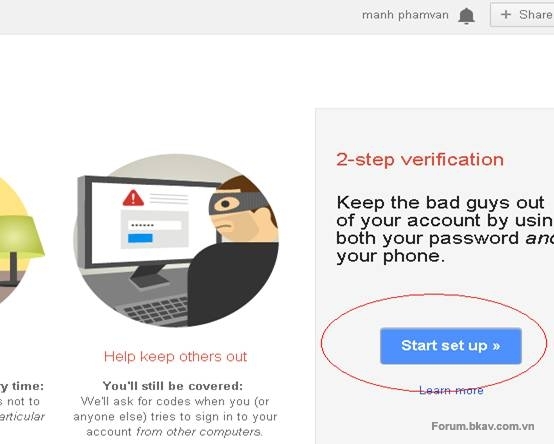 manh phamvan
+ Share
2-step verification
Keep the bad guys out
of your account by usin
both your password and
your phone.
Start set up »
Learn more
Help keep others out
ry time:
s not to
articular
You'll still be covered:
We'll ask for codes when you (or
anyone else) tries to sign in to your
account from other computers.
Forum.bkav.com.vn